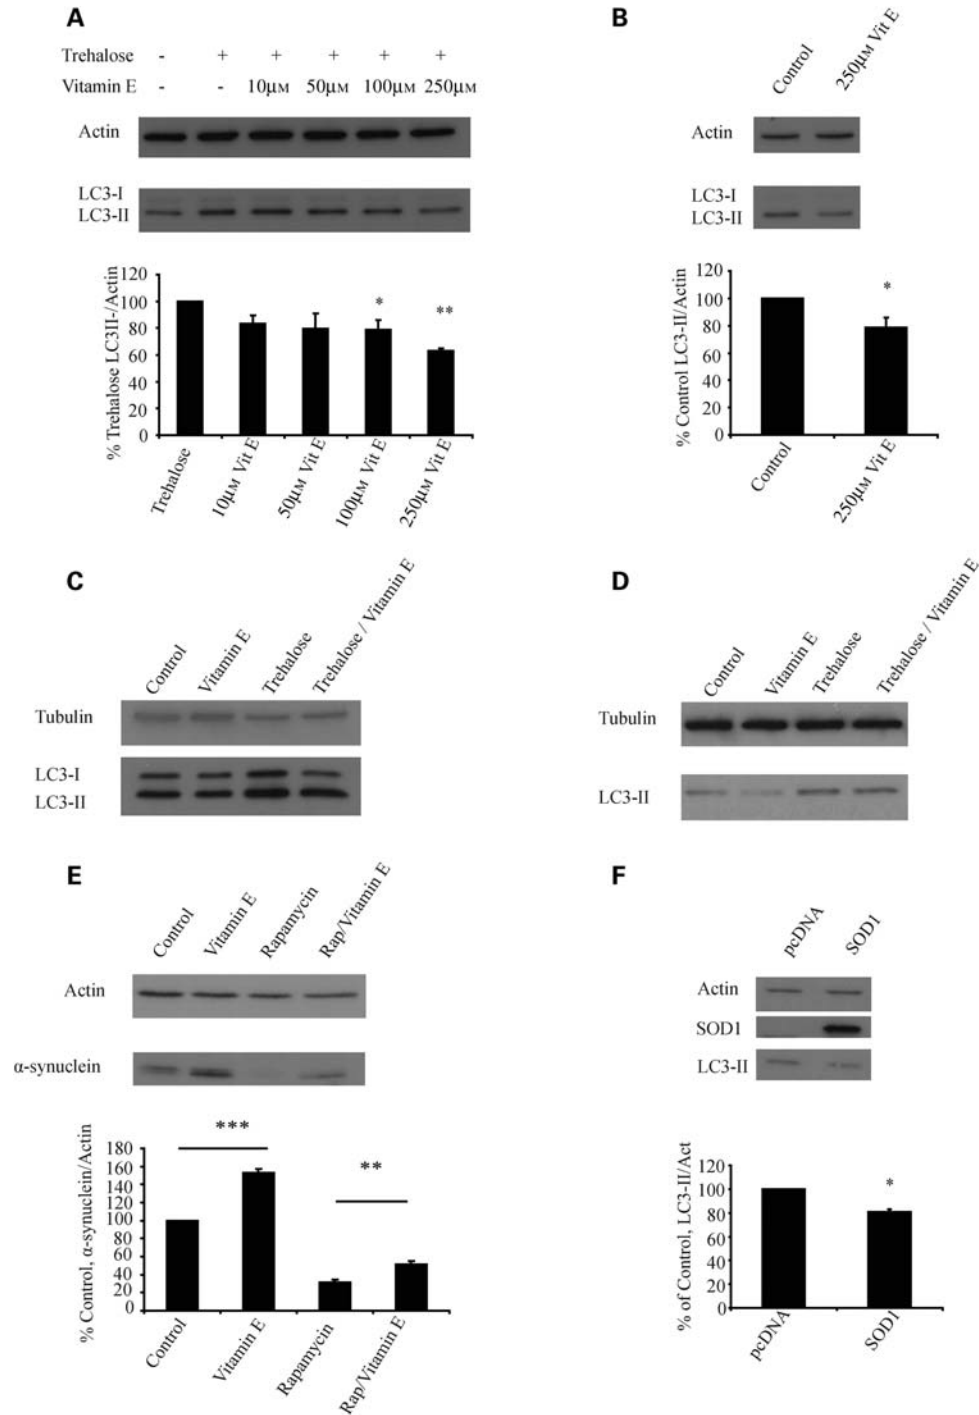 A
Trehalose - + + + + +
Vitamin E - - 10μM 50μM 100μM 250μM
Actin
LC3-I
LC3-II
% Trehalose LC3II-/Actin
120
100
80
60
40
20
0
* **
Trehalose
10μM Vit E
50μM Vit E
100μM Vit E
250μM Vit E
B
Control
250μM Vit E
Actin
LC3-I
LC3-II
% Control LC3-II/Actin
120
100
80
60
40
20
0
*
Control
250μM Vit E
C
Control
Vitamin E
Trehalose
Trehalose / Vitamin E
Tubulin
LC3-I
LC3-II
D
Control
Vitamin E
Trehalose
Trehalose / Vitamin E
Tubulin
LC3-II
E
Control
Vitamin E
Rapamycin
Rap/Vitamin E
Actin
α-synuclein
% Control, α-synuclein/Actin
180
160
140
120
100
80
60
40
20
0
*** **
Control
Vitamin E
Rapamycin
Rap/Vitamin E
F
pcDNA
SOD1
Actin
SOD1
LC3-II
% of Control, LC3-II/Act
120
100
80
60
40
20
0
*
pcDNA
SOD1